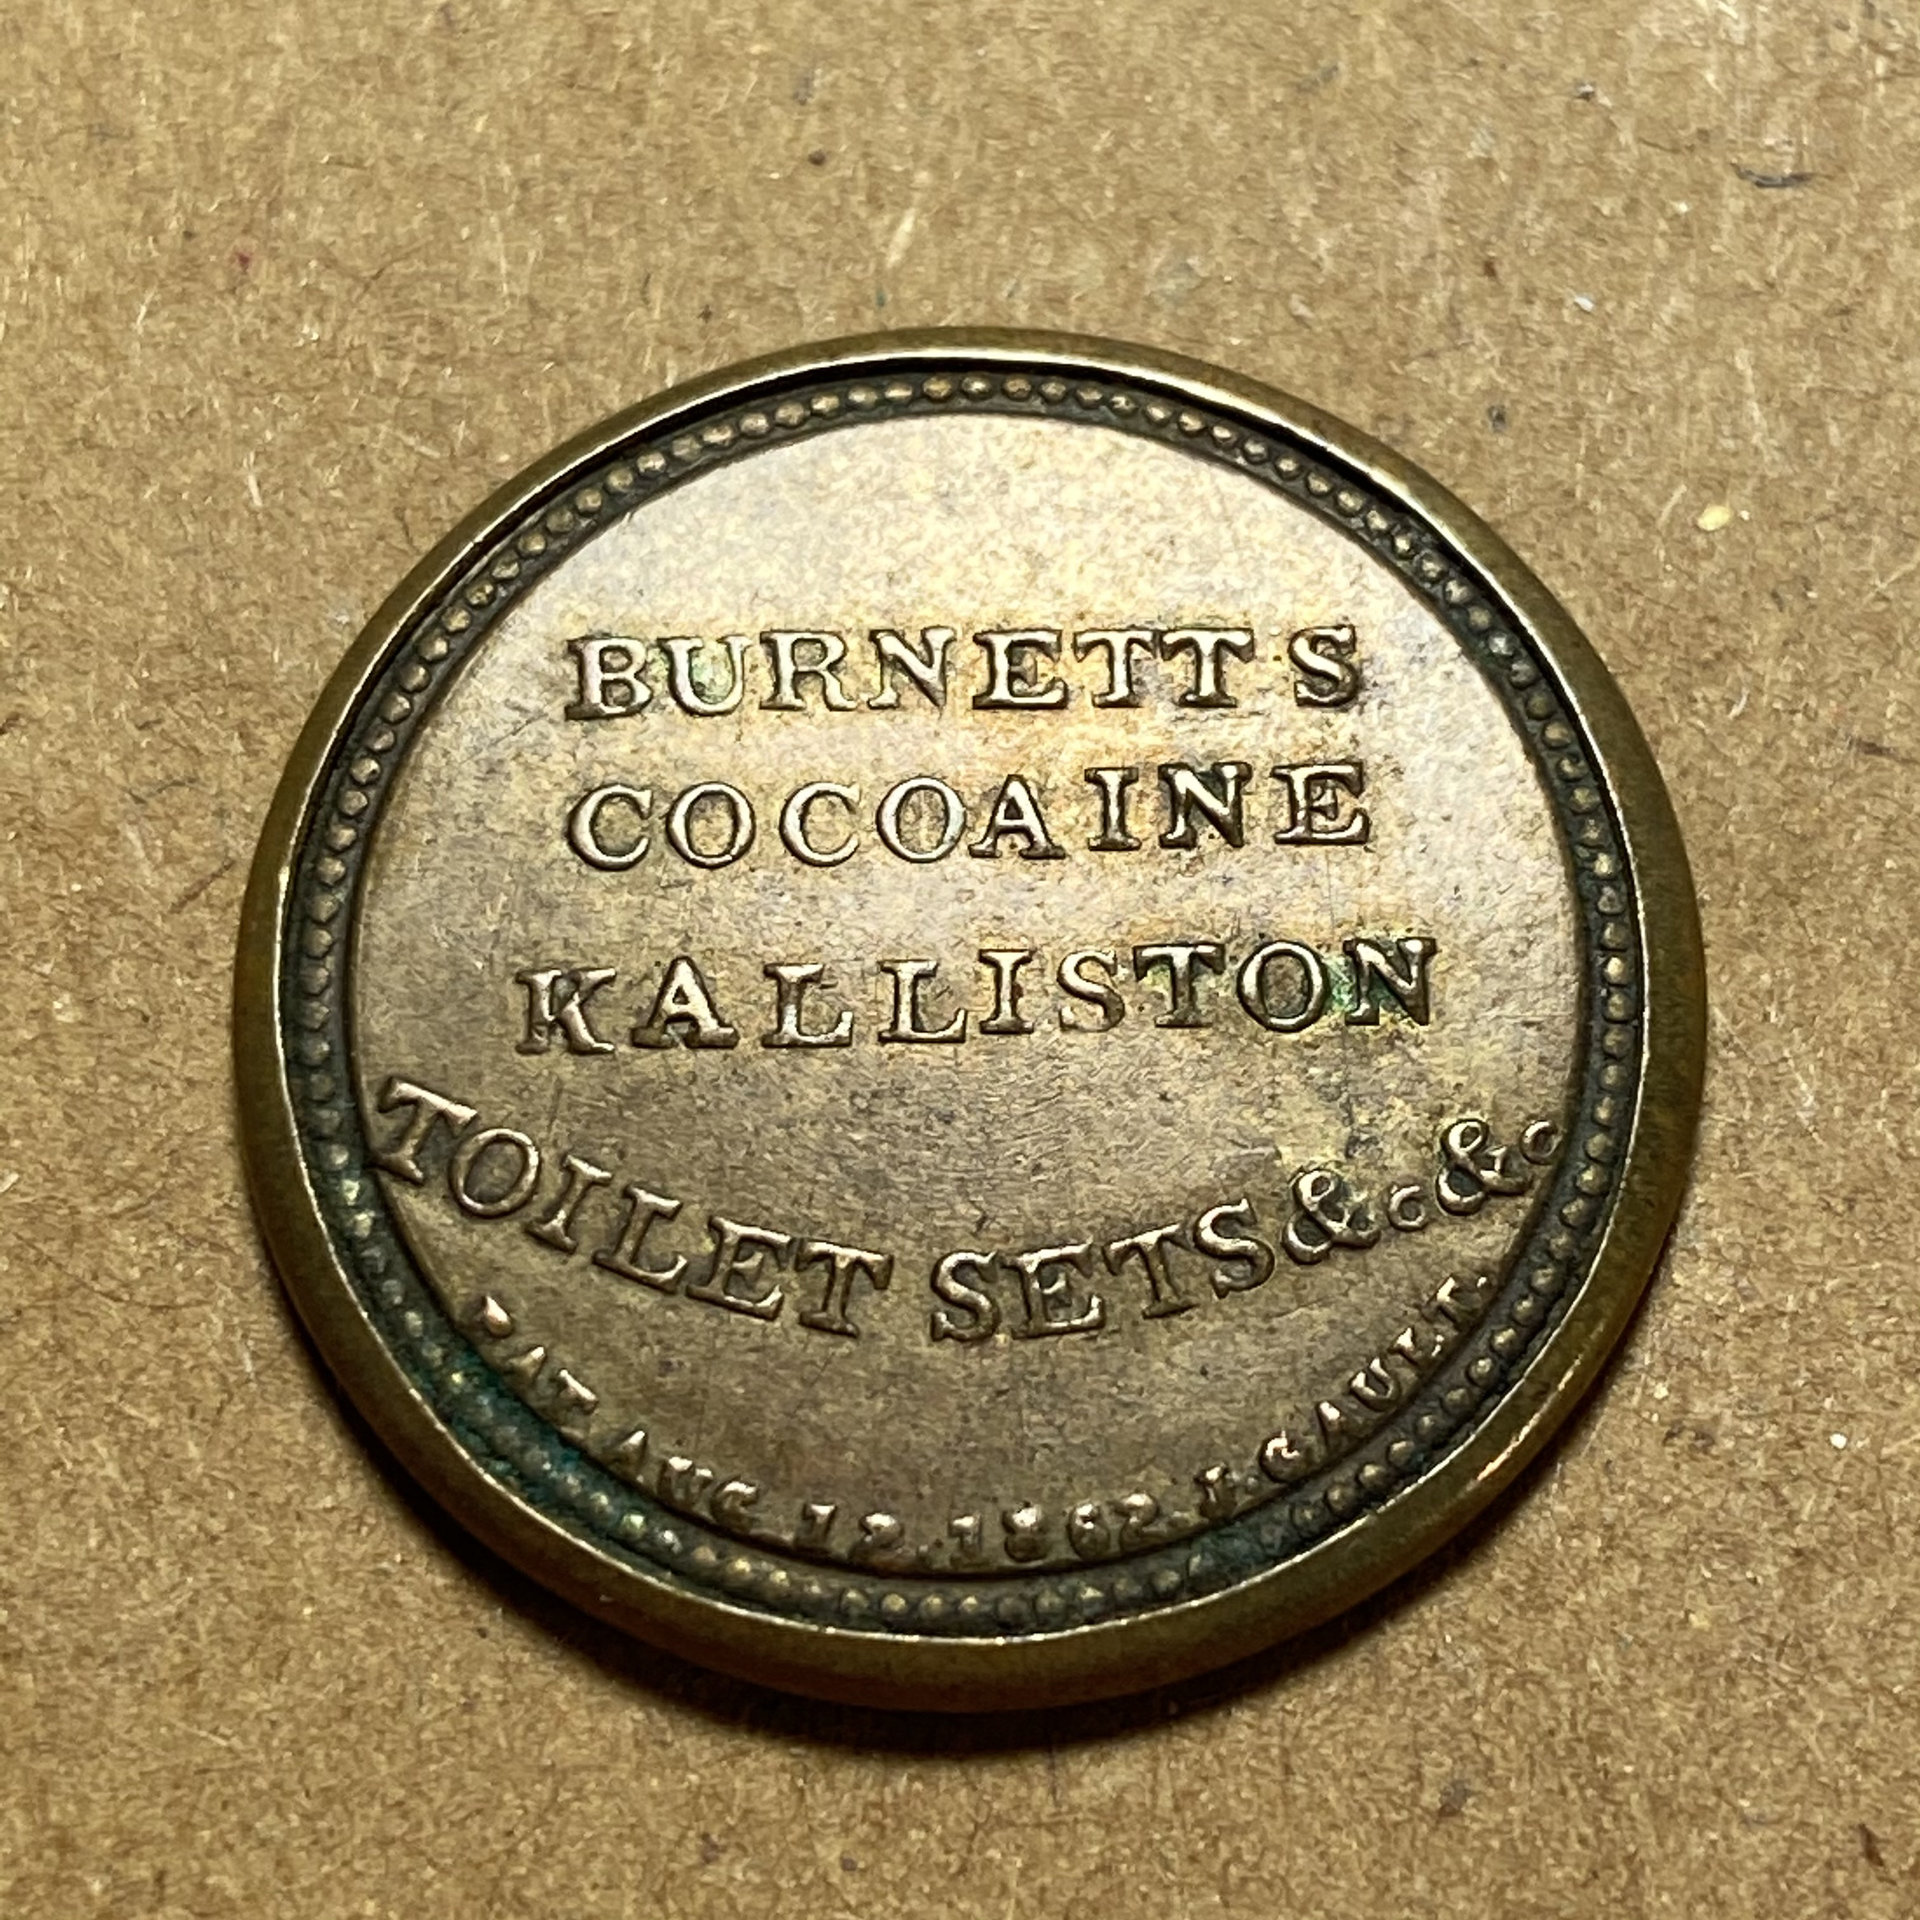 BURNETTS
COCOAINE
KALLISTON
TOILET SETS &c &c
PAT. AUG. 12. 1862. J. GAULT.